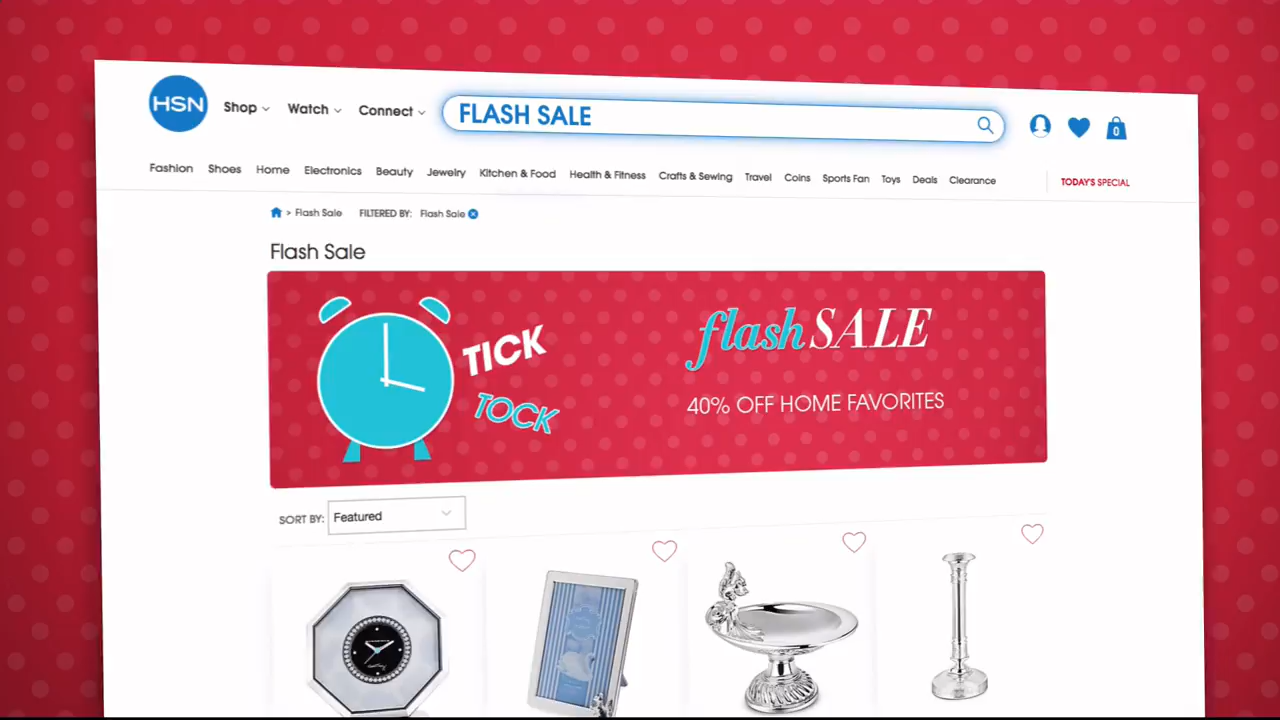 HSN Shop Watch Connect FLASH SALE 0
Fashion Shoes Home Electronics Beauty Jewelry Kitchen & Food Health & Fitness Crafts & Sewing Travel Coins Sports Fan Toys Deals Clearance TODAY'S SPECIAL
> Flash Sale FILTERED BY: Flash Sale
Flash Sale
TICK
TOCK
flash SALE
40% OFF HOME FAVORITES
SORT BY: Featured